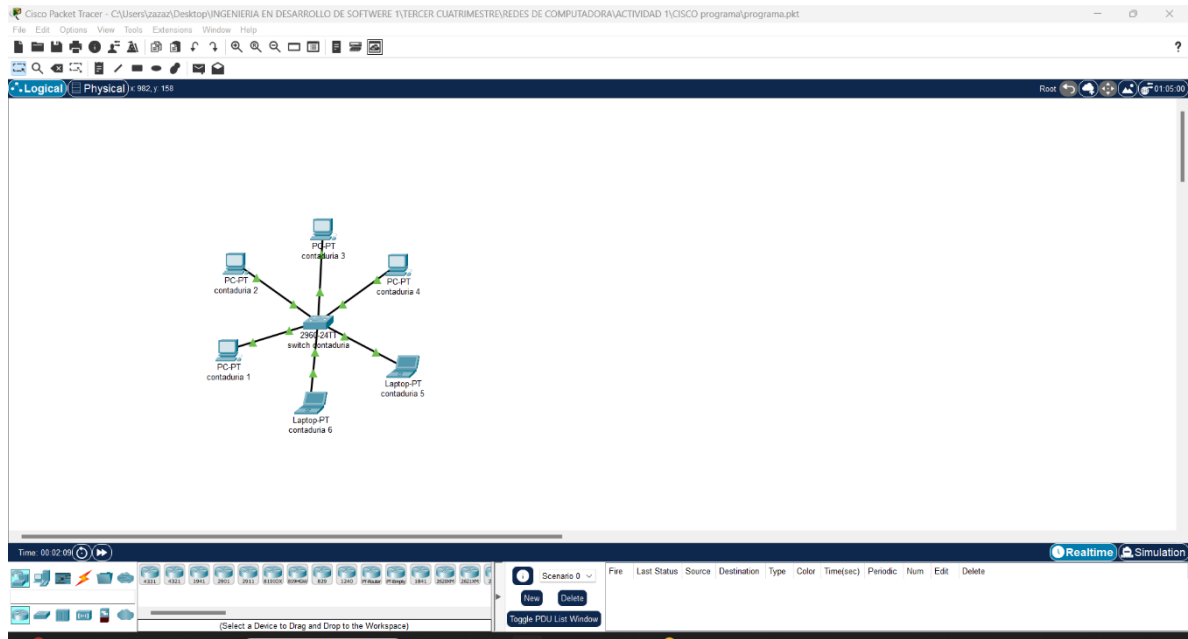 Cisco Packet Tracer - C:\Users\zazaz\Desktop\INGENIERIA EN DESARROLLO DE SOFTWERE 1\TERCER CUATRIMESTRE\REDES DE COMPUTADORA\ACTIVIDAD 1\CISCO programa\programa.pkt
File Edit Options View Tools Extensions Window Help
?
Logical Physical x: 982, y: 158 Root 01:05:00
PC-PT
contaduria 3
PC-PT
contaduria 2
PC-PT
contaduria 4
2960-24TT
switch contaduria
PC-PT
contaduria 1
Laptop-PT
contaduria 5
Laptop-PT
contaduria 6
Time: 00:02:09 Realtime Simulation
4331 4321 1941 2901 2911 819IOX 819HGW 829 1240 PT-Router PT-Empty 1841 2620XM 2621XM
Scenario 0 Fire Last Status Source Destination Type Color Time(sec) Periodic Num Edit Delete
New Delete
Toggle PDU List Window
(Select a Device to Drag and Drop to the Workspace)